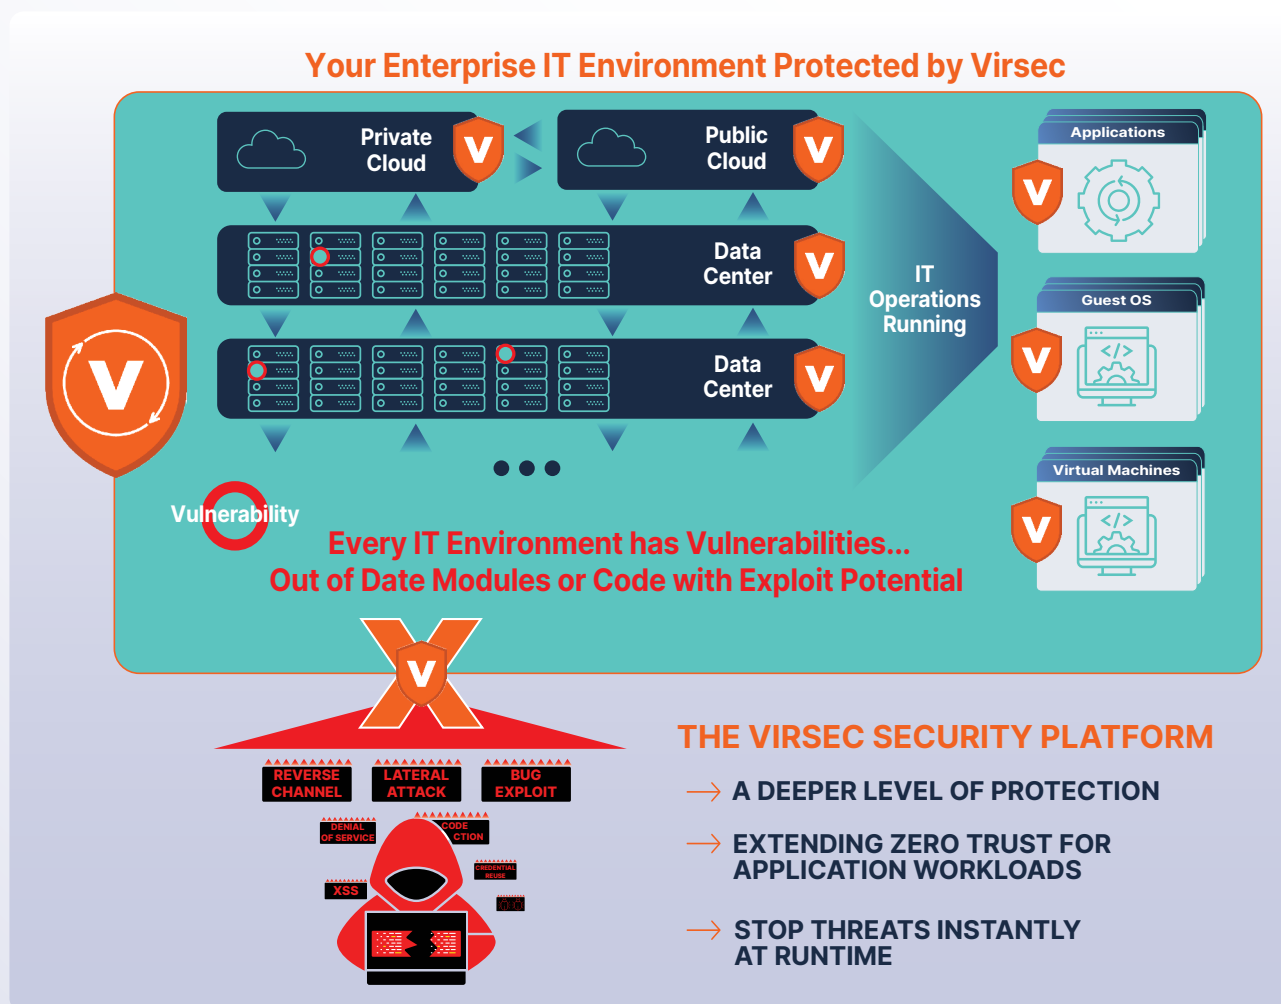 Your Enterprise IT Environment Protected by Virsec
Private
Cloud
V
Public
Cloud
V
Data
Center
V
Data
Center
V
IT
Operations
Running
Applications
V
Guest OS
</>
V
Virtual Machines
</>
V
V
Vulnerability
Every IT Environment has Vulnerabilities...
Out of Date Modules or Code with Exploit Potential
V
REVERSE
CHANNEL
LATERAL
ATTACK
BUG
EXPLOIT
DENIAL
OF SERVICE
CODE
CTION
CREDENTIAL
REUSE
XSS
THE VIRSEC SECURITY PLATFORM
A DEEPER LEVEL OF PROTECTION
EXTENDING ZERO TRUST FOR
APPLICATION WORKLOADS
STOP THREATS INSTANTLY
AT RUNTIME